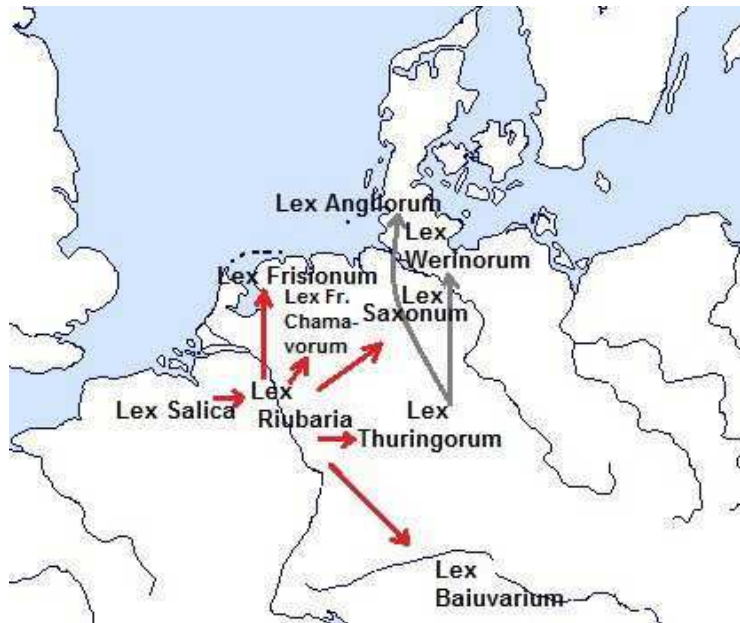 Lex Angliorum
Lex
Werinorum
Lex Frisionum
Lex Fr.
Chama-
vorum
Lex
Saxonum
Lex Salica
Lex
Riubaria
Lex
Thuringorum
Lex
Baiuvarium